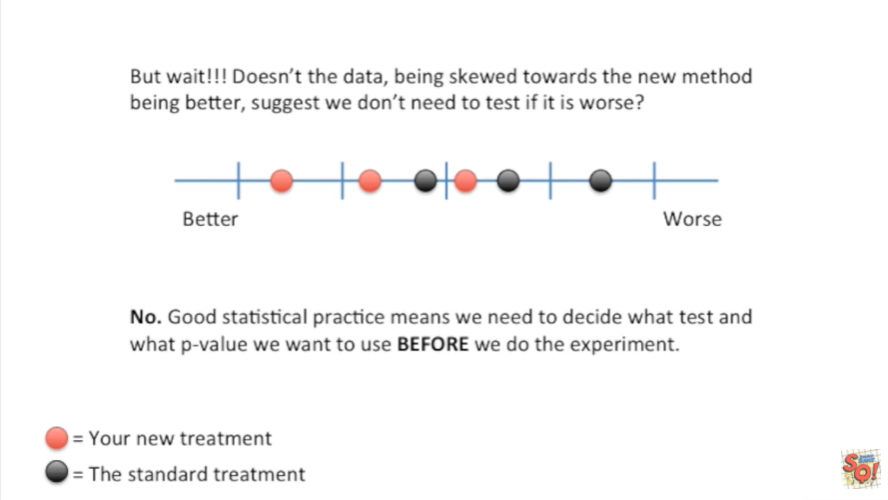 But wait!!! Doesn’t the data, being skewed towards the new method
being better, suggest we don’t need to test if it is worse?
Better
Worse
No. Good statistical practice means we need to decide what test and
what p-value we want to use BEFORE we do the experiment.
= Your new treatment
= The standard treatment
SQ!